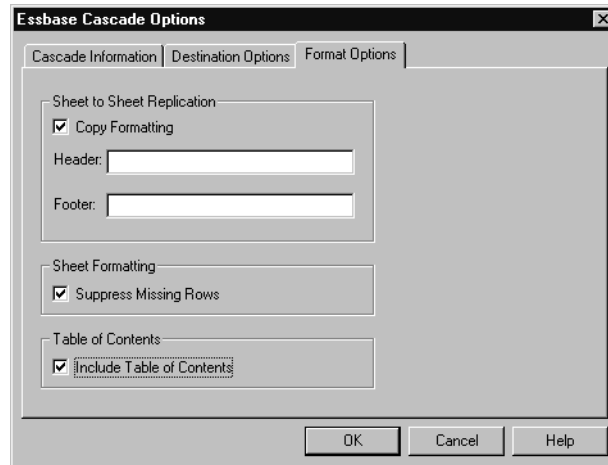 Essbase Cascade Options
Cascade Information Destination Options Format Options
Sheet to Sheet Replication
Copy Formatting
Header:
Footer:
Sheet Formatting
Suppress Missing Rows
Table of Contents
Include Table of Contents
OK Cancel Help